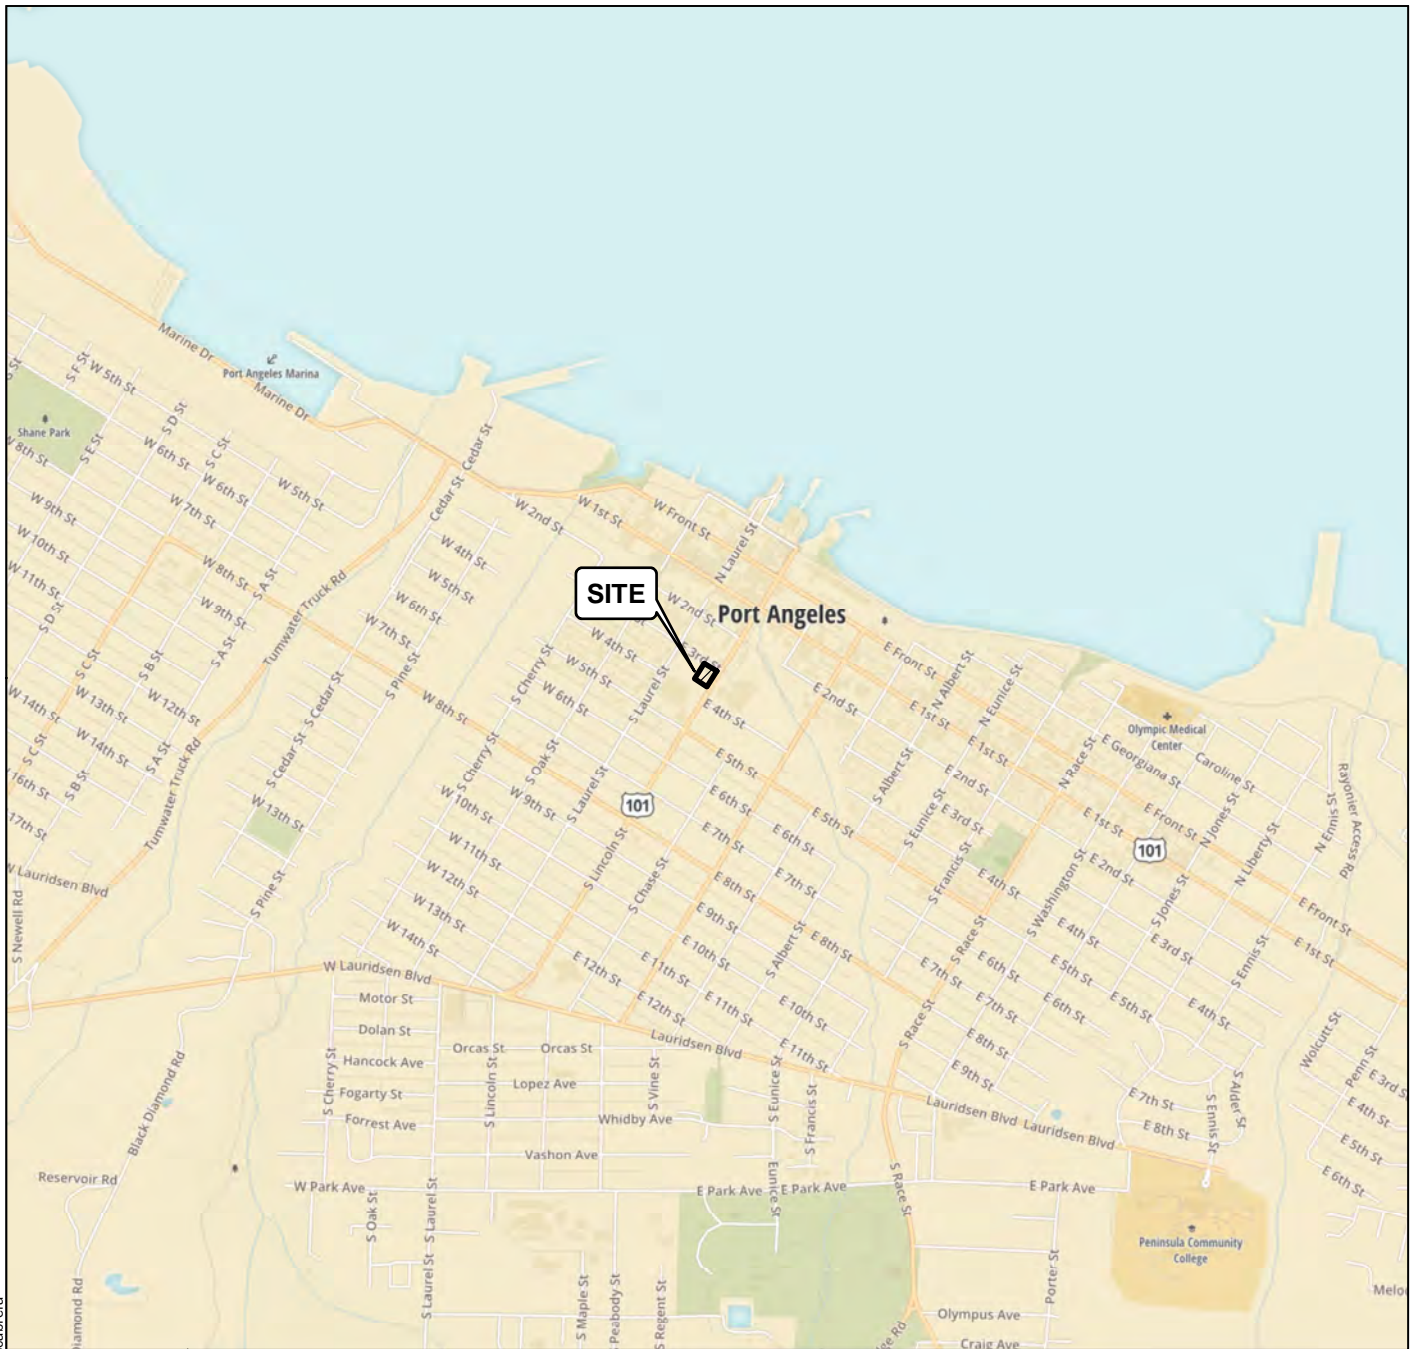 Marine Dr
Port Angeles Marina
Marine Dr
S F St
W 5th St
Shane Park
W 8th St
S E St
S D St
S C St
W 6th St
W 6th St
W 5th St
W 7th St
W 9th St
W 10th St
W 11th St
W 8th St
S A St
W 9th St
S A St
S D St
S C St
S B St
W 12th St
W 13th St
W 14th St
W 14th St
S A St
S C St
S B St
16th St
17th St
Tumwater Truck Rd
Tumwater Truck Rd
W Lauridsen Blvd
S Newell Rd
Cedar St
Cedar St
W 4th St
W 5th St
W 6th St
W 7th St
S Pine St
S Cedar St
S Cedar St
W 13th St
S Pine St
W 2nd St
W 1st St
W Front St
N Laurel St
SITE
W 2nd St
Port Angeles
3rd St
W 4th St
W 5th St
W 6th St
S Cherry St
S Laurel St
W 8th St
S Cherry St
S Oak St
S Laurel St
W 10th St
W 9th St
W 11th St
W 12th St
W 13th St
W 14th St
101
S Lincoln St
S Chase St
E 4th St
E 5th St
E 6th St
E 7th St
E 8th St
E 9th St
E 10th St
E 11th St
E 12th St
E 12th St
E 11th St
E 10th St
E 11th St
E 6th St
E 7th St
E 5th St
S Albert St
E 8th St
E Front St
N Albert St
N Eunice St
E 2nd St
E 1st St
E 1st St
E 2nd St
E 3rd St
S Albert St
S Eunice St
S Francis St
E 4th St
N Race St
Olympic Medical
Center
E Georgiana St
Caroline St
E Front St
E 1st St
101
N Jones St
N Liberty St
N Ennis St
Rayonier Access Rd
E 2nd St
S Washington St
S Jones St
E 3rd St
E 4th St
E 5th St
E 6th St
E 7th St
E 7th St
E 8th St
E 9th St
S Race St
S Race St
E 5th St
E 4th St
S Ennis St
E Front St
E 1st St
Wolcutt St
Penn St
E 3rd S
E 4th St
E 5th St
E 6th St
S Alder St
S Ennis St
E 7th St
E 8th St
W Lauridsen Blvd
Lauridsen Blvd
Lauridsen Blvd
Lauridsen Blvd
Motor St
Dolan St
Hancock Ave
Fogarty St
Forrest Ave
S Cherry St
Orcas St
Orcas St
Lopez Ave
S Lincoln St
S Vine St
Whidby Ave
Vashon Ave
S Eunice St
S Francis St
Black Diamond Rd
Reservoir Rd
W Park Ave
S Oak St
S Laurel St
S Laurel St
E Park Ave
E Park Ave
Eunice St
E Park Ave
S Race St
Peninsula Community
College
Porter St
S Maple St
S Peabody St
S Regent St
Olympus Ave
Craig Ave